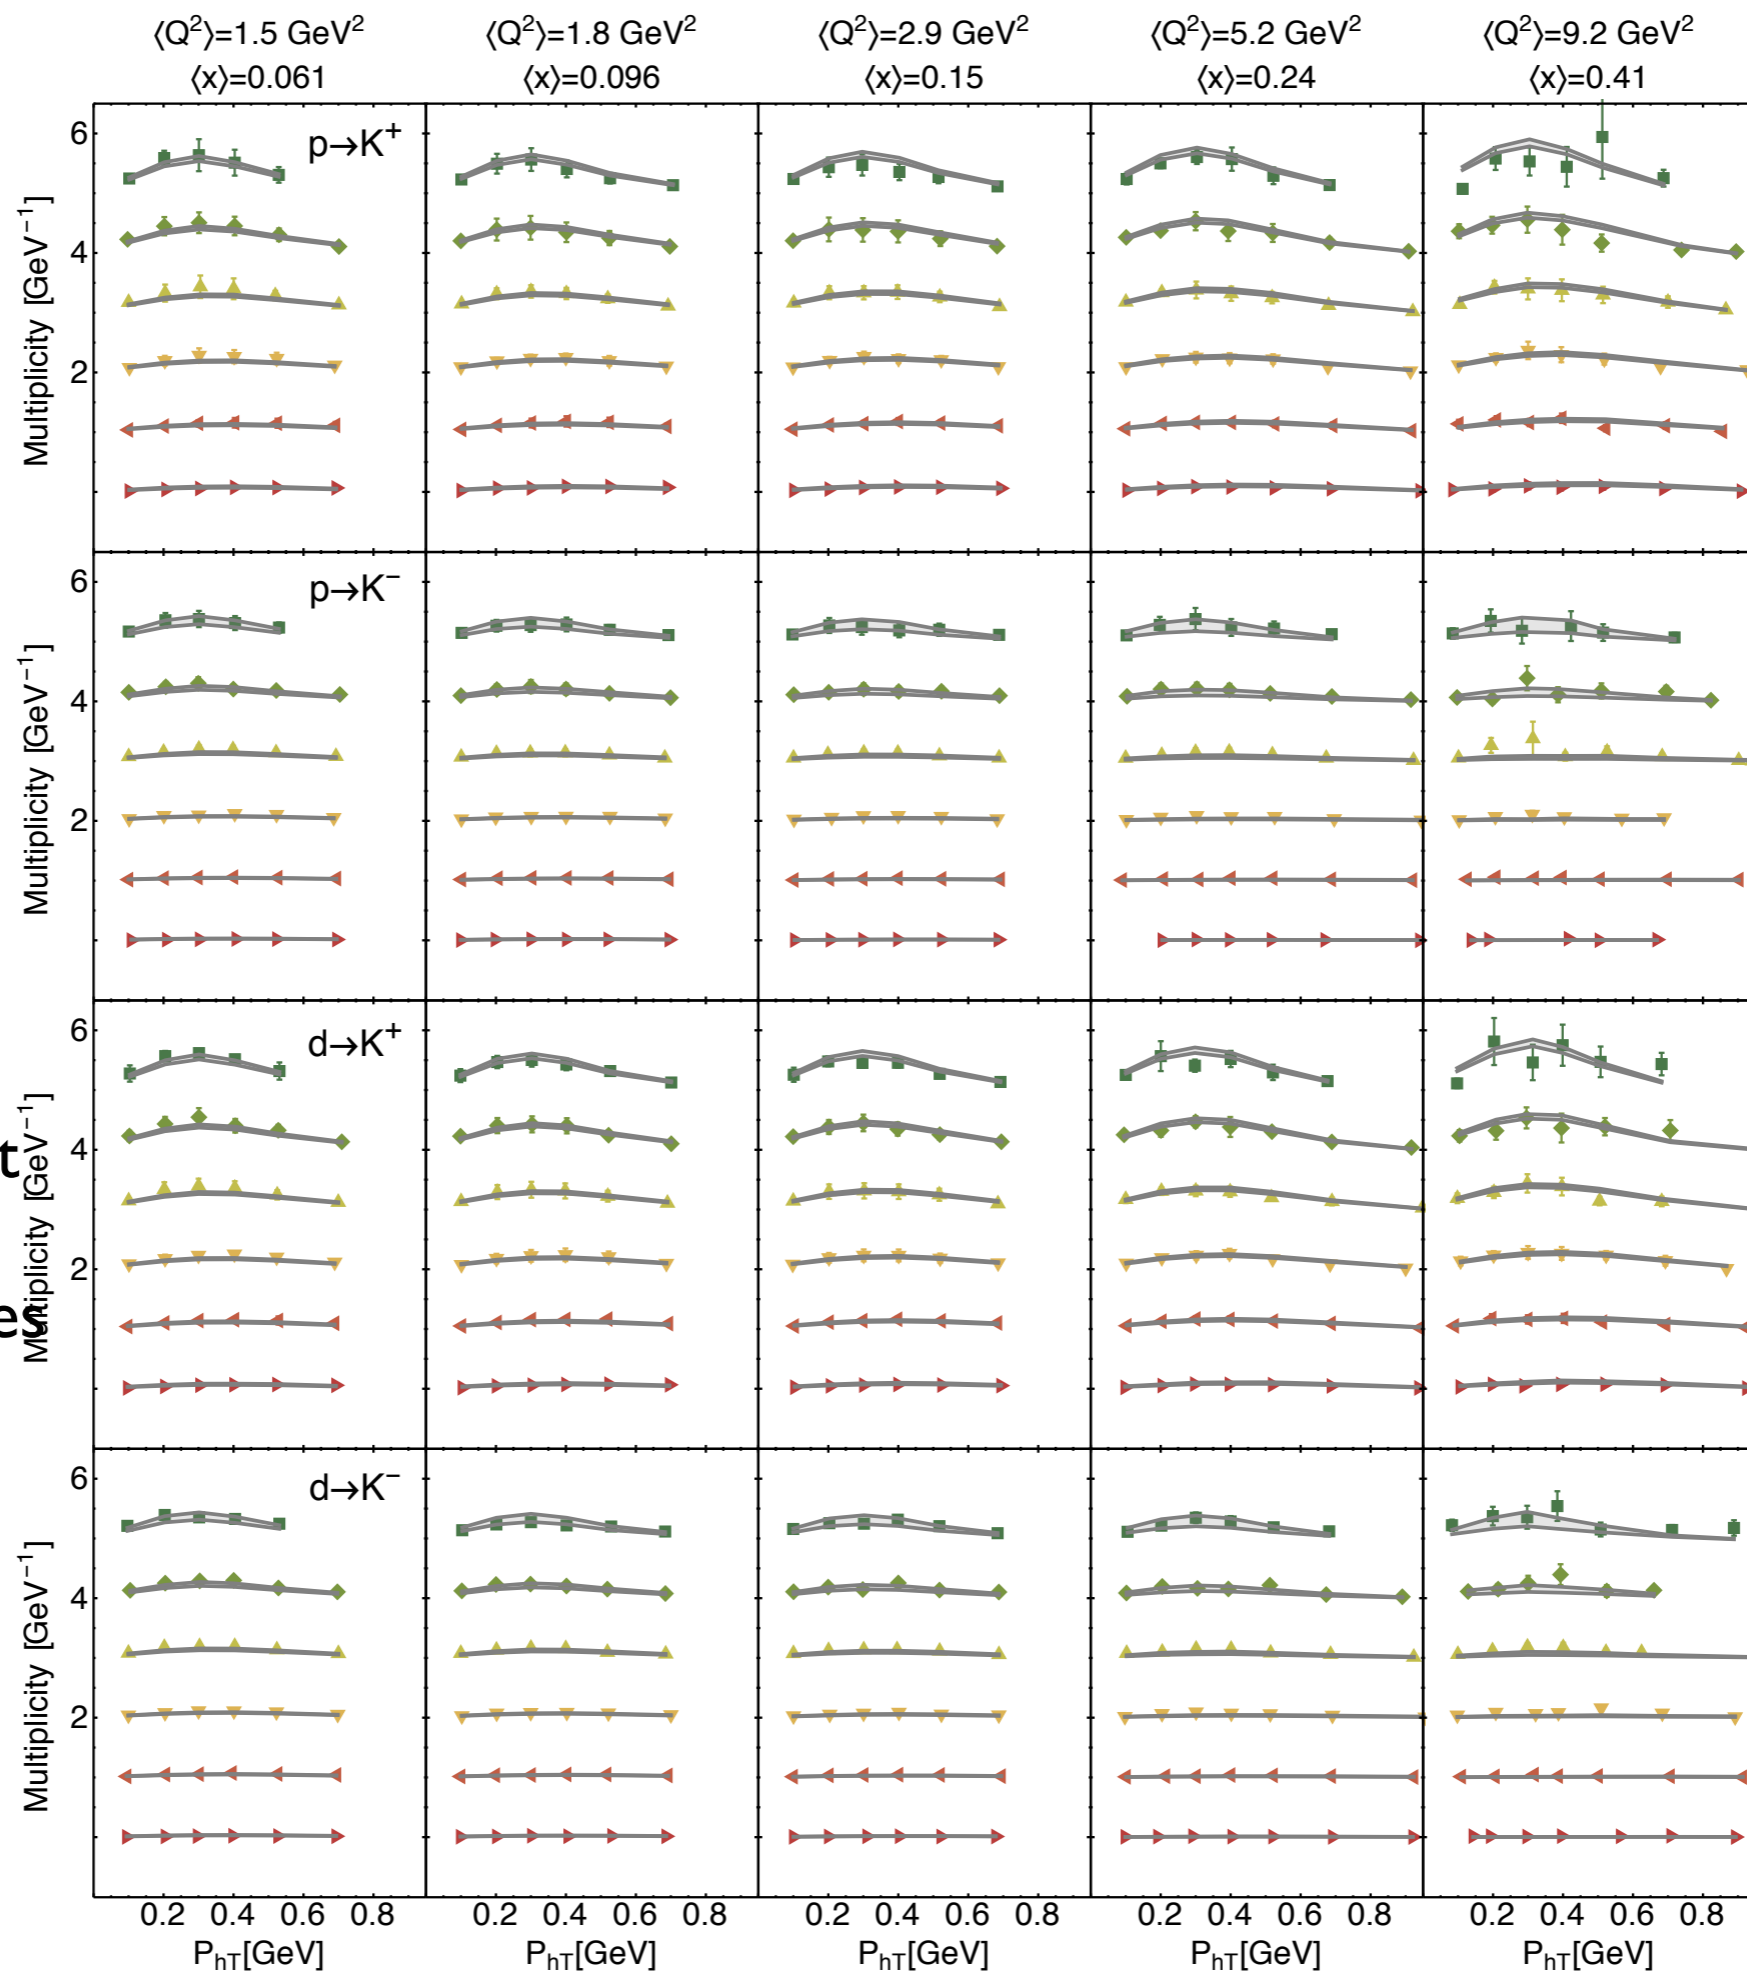 ⟨Q²⟩=1.5 GeV² ⟨Q²⟩=1.8 GeV² ⟨Q²⟩=2.9 GeV² ⟨Q²⟩=5.2 GeV² ⟨Q²⟩=9.2 GeV²
⟨x⟩=0.061 ⟨x⟩=0.096 ⟨x⟩=0.15 ⟨x⟩=0.24 ⟨x⟩=0.41
Multiplicity [GeV⁻¹]
6
4
2
p→K⁺
Multiplicity [GeV⁻¹]
6
4
2
p→K⁻
Multiplicity [GeV⁻¹]
6
4
2
d→K⁺
t
es
Multiplicity [GeV⁻¹]
6
4
2
d→K⁻
0.2 0.4 0.6 0.8 0.2 0.4 0.6 0.8 0.2 0.4 0.6 0.8 0.2 0.4 0.6 0.8 0.2 0.4 0.6 0.8
P_hT[GeV] P_hT[GeV] P_hT[GeV] P_hT[GeV] P_hT[GeV]